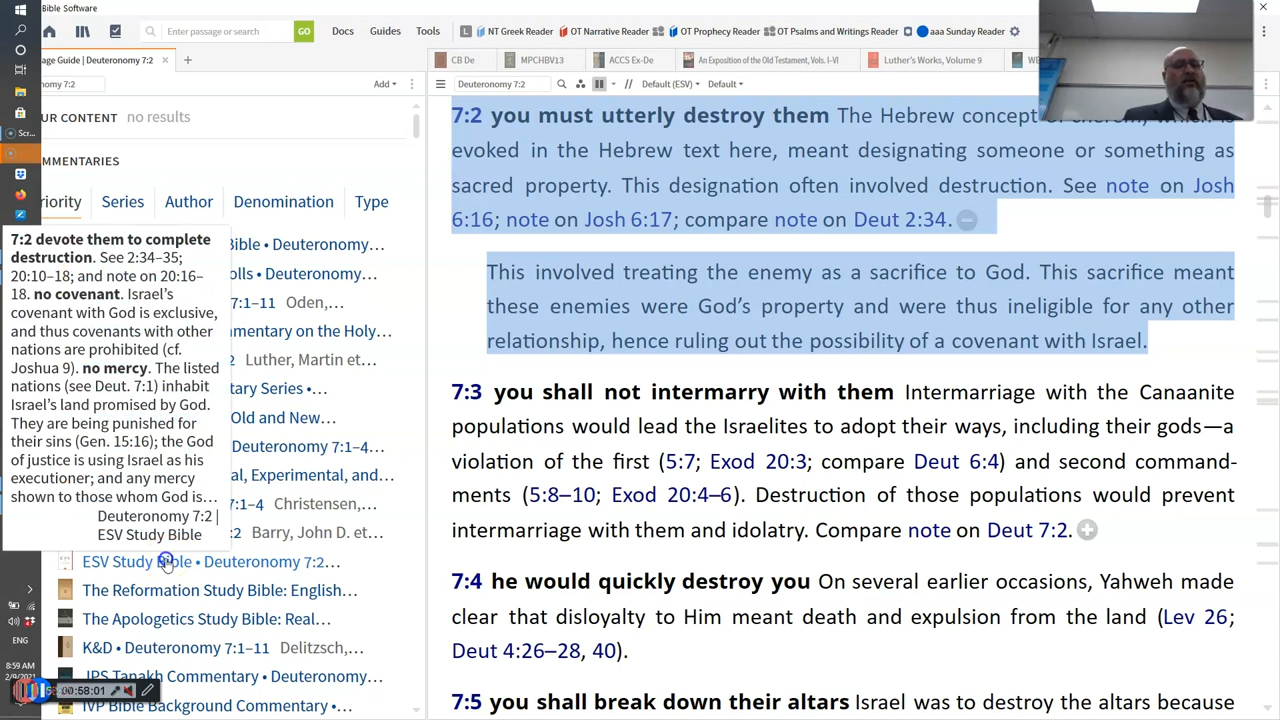 Bible Software
Enter passage or search
GO
Docs
Guides
Tools
L
NT Greek Reader
OT Narrative Reader
OT Prophecy Reader
OT Psalms and Writings Reader
aaa Sunday Reader
age Guide | Deuteronomy 7:2
CB De
MPCHBV13
ACCS Ex-De
An Exposition of the Old Testament, Vols. I–VI
Luther's Works, Volume 9
omy 7:2
Add
Deuteronomy 7:2
Default (ESV)
Default
UR CONTENT no results
MMENTARIES
iority Series Author Denomination Type
Bible • Deuteronomy…
olls • Deuteronomy…
7:1–11 Oden,…
mmentary on the Holy…
2 Luther, Martin et…
tary Series •…
Old and New…
Deuteronomy 7:1–4…
al, Experimental, and…
7:1–4 Christensen,…
:2 Barry, John D. et…
ESV Study Bible • Deuteronomy 7:2…
The Reformation Study Bible: English…
The Apologetics Study Bible: Real…
K&D • Deuteronomy 7:1–11 Delitzsch,…
JPS Tanakh Commentary • Deuteronomy…
IVP Bible Background Commentary •…
7:2 devote them to complete
destruction. See 2:34–35;
20:10–18; and note on 20:16–
18. no covenant. Israel's
covenant with God is exclusive,
and thus covenants with other
nations are prohibited (cf.
Joshua 9). no mercy. The listed
nations (see Deut. 7:1) inhabit
Israel's land promised by God.
They are being punished for
their sins (Gen. 15:16); the God
of justice is using Israel as his
executioner; and any mercy
shown to those whom God is…
Deuteronomy 7:2 |
ESV Study Bible
Scr...
ENG
8:59 AM
2/9/2021
00:58:01
7:2 you must utterly destroy them The Hebrew concept is
evoked in the Hebrew text here, meant designating someone or something as
sacred property. This designation often involved destruction. See note on Josh
6:16; note on Josh 6:17; compare note on Deut 2:34.
This involved treating the enemy as a sacrifice to God. This sacrifice meant
these enemies were God's property and were thus ineligible for any other
relationship, hence ruling out the possibility of a covenant with Israel.
7:3 you shall not intermarry with them Intermarriage with the Canaanite
populations would lead the Israelites to adopt their ways, including their gods—a
violation of the first (5:7; Exod 20:3; compare Deut 6:4) and second command-
ments (5:8–10; Exod 20:4–6). Destruction of those populations would prevent
intermarriage with them and idolatry. Compare note on Deut 7:2.
7:4 he would quickly destroy you On several earlier occasions, Yahweh made
clear that disloyalty to Him meant death and expulsion from the land (Lev 26;
Deut 4:26–28, 40).
7:5 you shall break down their altars Israel was to destroy the altars because